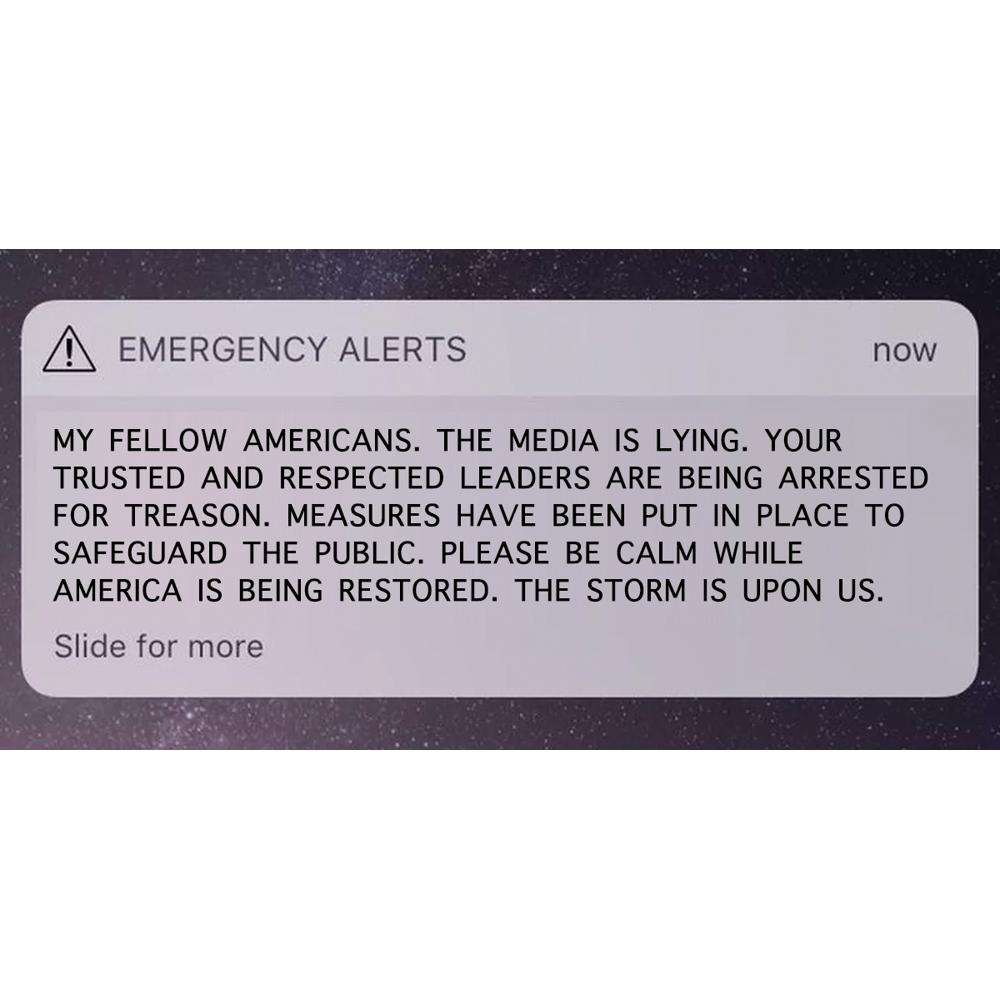 EMERGENCY ALERTS now
MY FELLOW AMERICANS. THE MEDIA IS LYING. YOUR
TRUSTED AND RESPECTED LEADERS ARE BEING ARRESTED
FOR TREASON. MEASURES HAVE BEEN PUT IN PLACE TO
SAFEGUARD THE PUBLIC. PLEASE BE CALM WHILE
AMERICA IS BEING RESTORED. THE STORM IS UPON US.
Slide for more